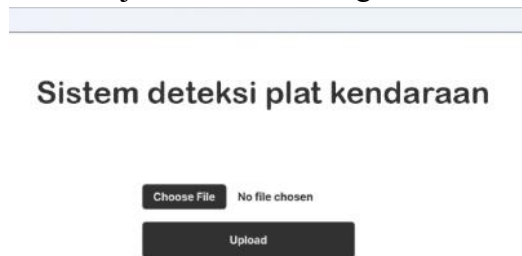 Sistem deteksi plat kendaraan
Choose File No file chosen
Upload